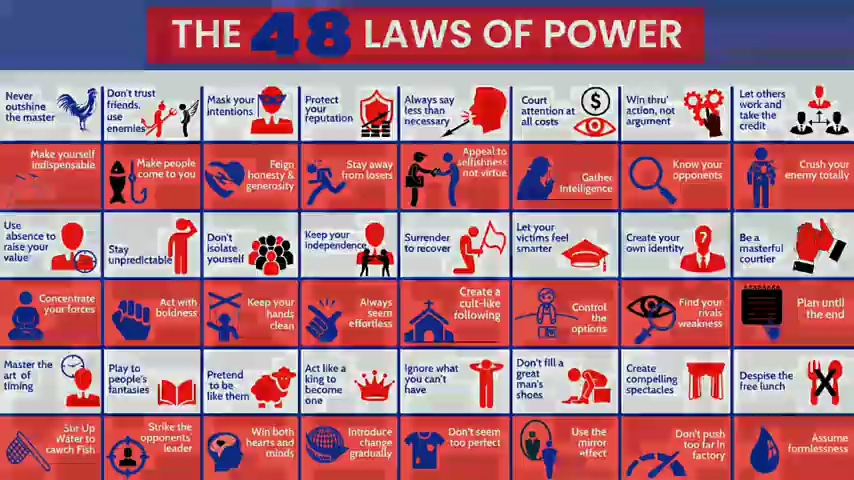 THE 48 LAWS OF POWER
Never
outshine
the master
Don't trust
friends,
use
enemies
Mask your
intentions
Protect
your
reputation
Always say
less than
necessary
Court
attention at
all costs
Win thru'
action, not
argument
Let others
work and
take the
credit
Make yourself
indispensable
Make people
come to you
Feign
honesty &
generosity
Stay away
from losers
Appeal to
selfishness
not virtue
Gather
Intelligence
Know your
opponents
Crush your
enemy totally
Use
absence to
raise your
value
Stay
unpredictable
Don't
isolate
yourself
Keep your
independence
Surrender
to recover
Let your
victims feel
smarter
Create your
own identity
?
Be a
masterful
courtier
Concentrate
your forces
Act with
boldness
Keep your
hands
clean
Always
seem
effortless
Create a
cult-like
following
Control
the
options
Find your
rivals
weakness
Plan until
the end
Master the
art of
timing
Play to
people's
fantasies
Pretend
to be
like them
Act like a
king to
become
one
Ignore what
you can't
have
Don't fill a
great
man's
shoes
Create
compelling
spectacles
Despise the
free lunch
Stir Up
Water to
cawch Fish
Strike the
opponents'
leader
Win both
hearts and
minds
Introduce
change
gradually
Don't seem
too perfect
Use the
mirror
effect
Don't push
too far in
factory
Assume
formlessness